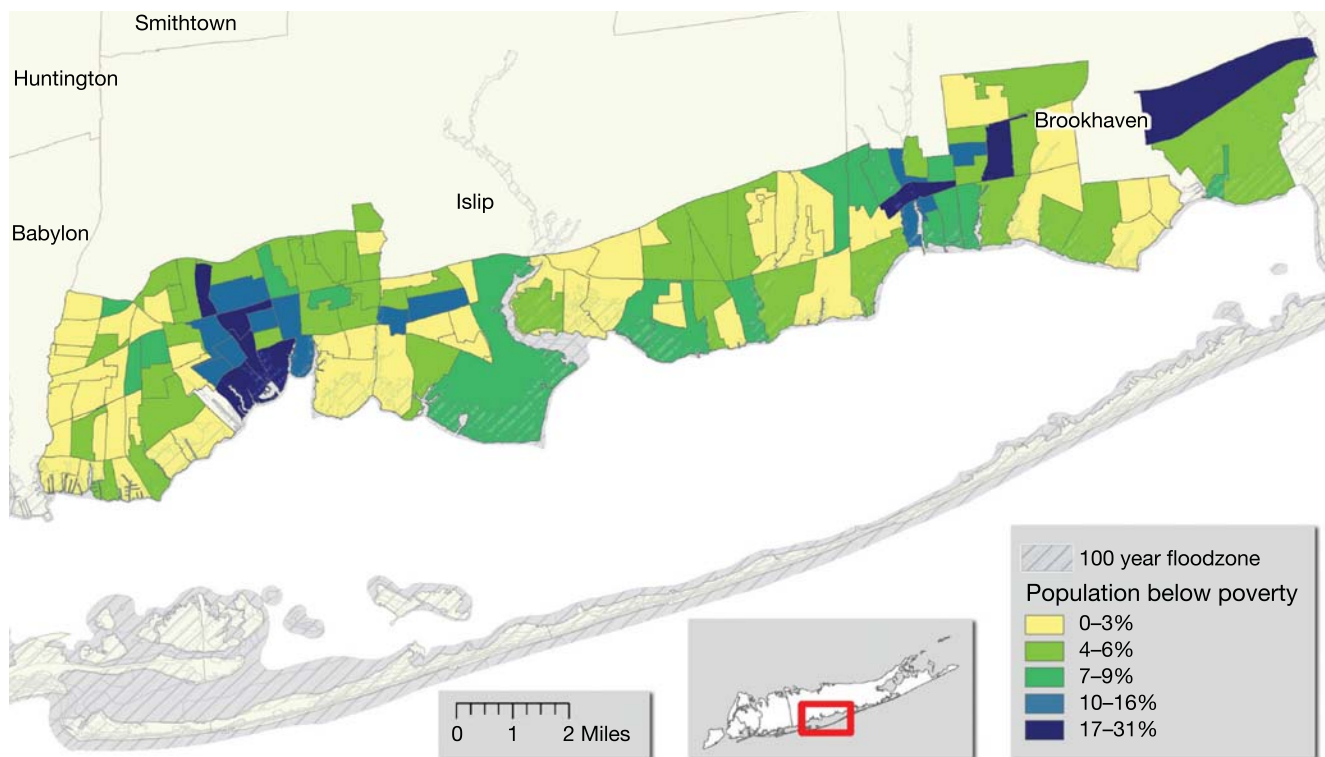 Smithtown
Huntington
Brookhaven
Islip
Babylon
100 year floodzone
Population below poverty
0–3%
4–6%
7–9%
10–16%
17–31%
0 1 2 Miles